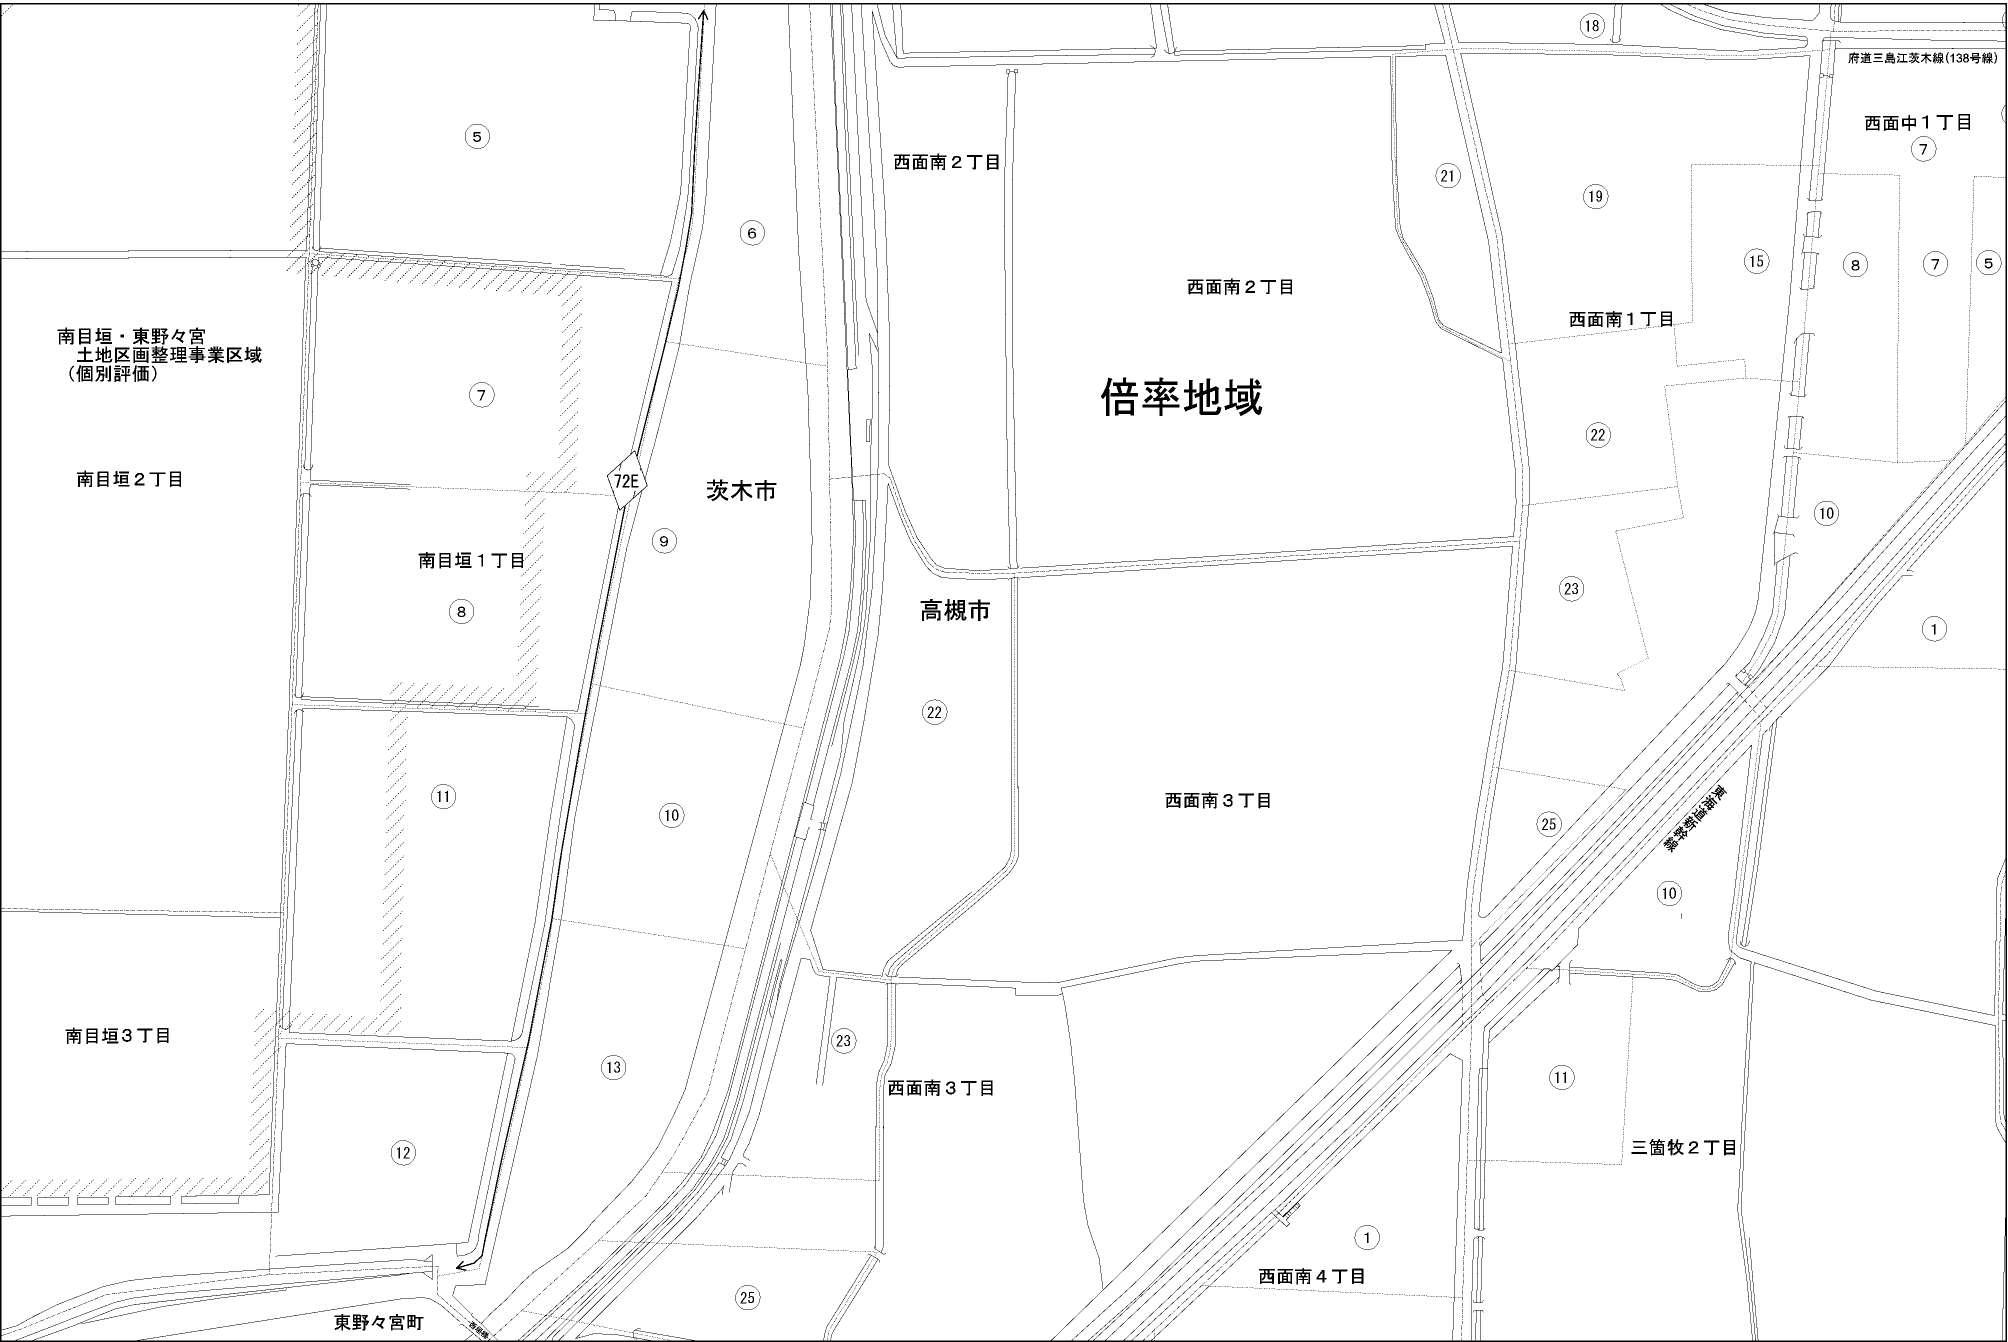 18
府道三島江茨木線(138号線)
西面中1丁目
5
7
西面南2丁目
21
19
6
15
8
7
5
西面南2丁目
西面南1丁目
南目垣・東野々宮
土地区画整理事業区域
(個別評価)
7
倍率地域
22
南目垣2丁目
72E
茨木市
10
9
南目垣1丁目
23
8
高槻市
1
22
11
西面南3丁目
10
25
東海道新幹線
10
南目垣3丁目
23
13
11
西面南3丁目
12
三箇牧2丁目
1
西面南4丁目
25
東野々宮町